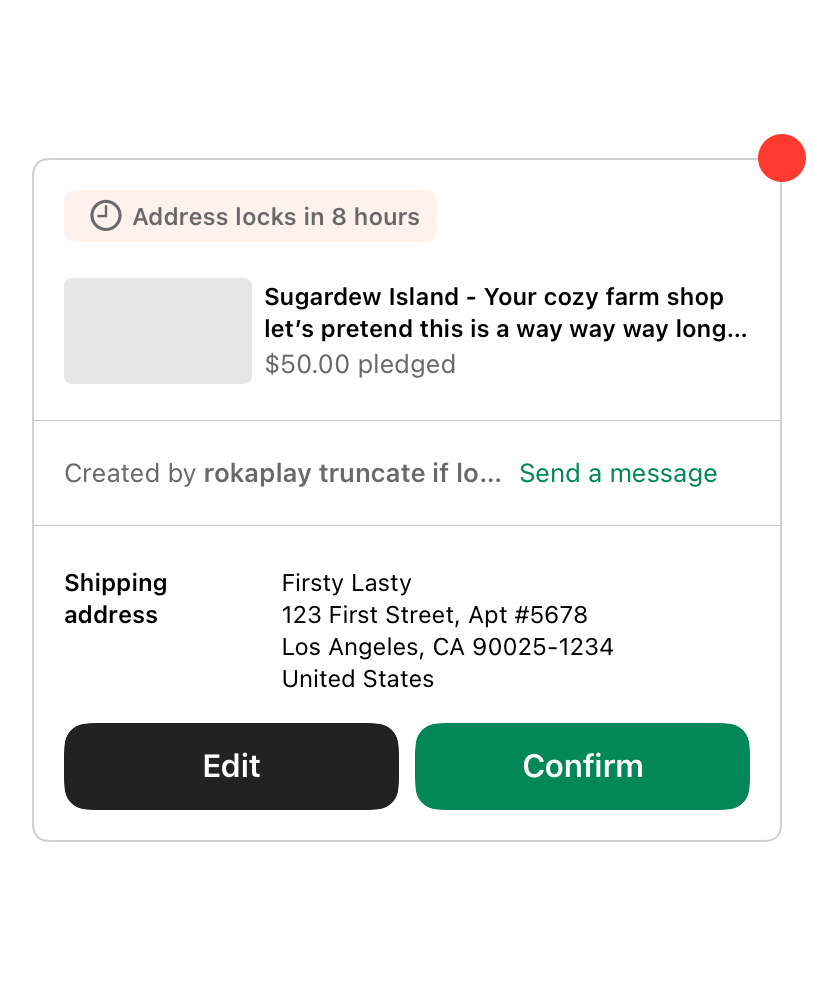 Address locks in 8 hours
Sugardew Island - Your cozy farm shop
let’s pretend this is a way way way long...
$50.00 pledged
Created by rokaplay truncate if lo... Send a message
Shipping
address
Firsty Lasty
123 First Street, Apt #5678
Los Angeles, CA 90025-1234
United States
Edit
Confirm